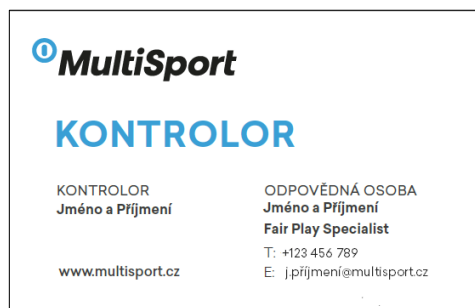 MultiSport
KONTROLOR
KONTROLOR
Jméno a Příjmení
www.multisport.cz
ODPOVĚDNÁ OSOBA
Jméno a Příjmení
Fair Play Specialist
T: +123 456 789
E: j.příjmení@multisport.cz